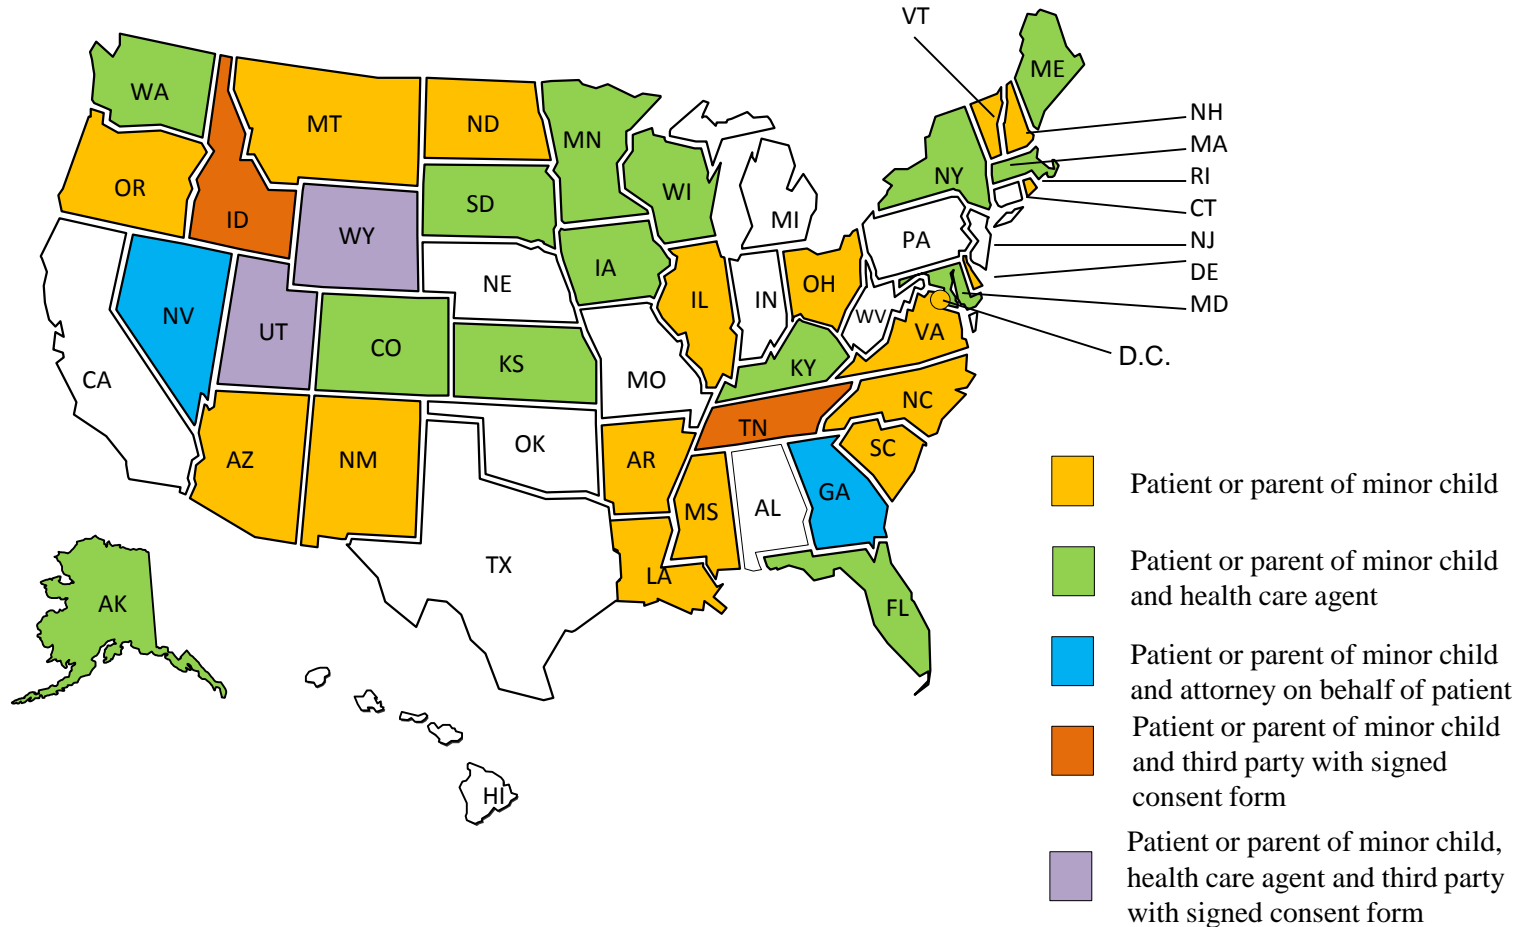 VT
ME
WA
MT
ND
MN
NH
MA
OR
ID
SD
WI
NY
RI
MI
CT
WY
PA
NJ
NE
IA
DE
OH
IL
IN
MD
NV
UT
WV
VA
CO
KS
KY
D.C.
CA
MO
NC
TN
OK
SC
AZ
NM
AR
GA
MS
AL
TX
LA
AK
FL
HI
Patient or parent of minor child
Patient or parent of minor child
and health care agent
Patient or parent of minor child
and attorney on behalf of patient
Patient or parent of minor child
and third party with signed
consent form
Patient or parent of minor child,
health care agent and third party
with signed consent form